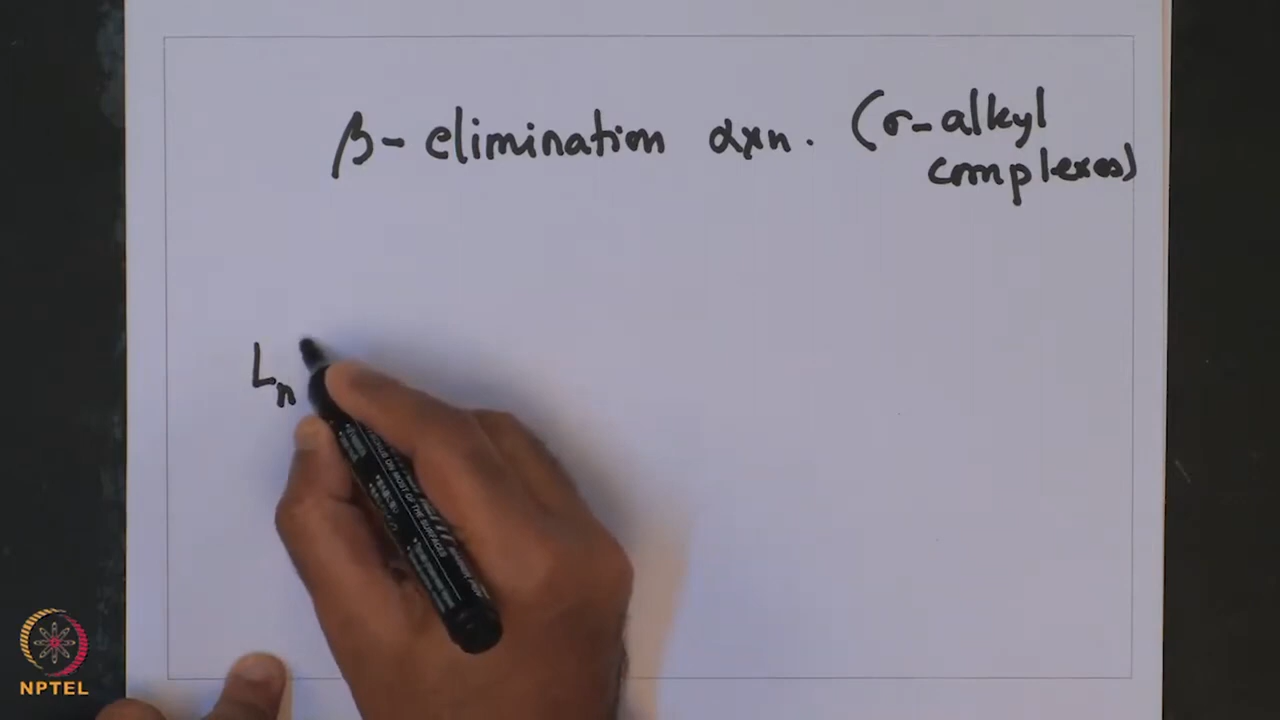 β- elimination rxn. (σ-alkyl
complexes)
Ln
NPTEL